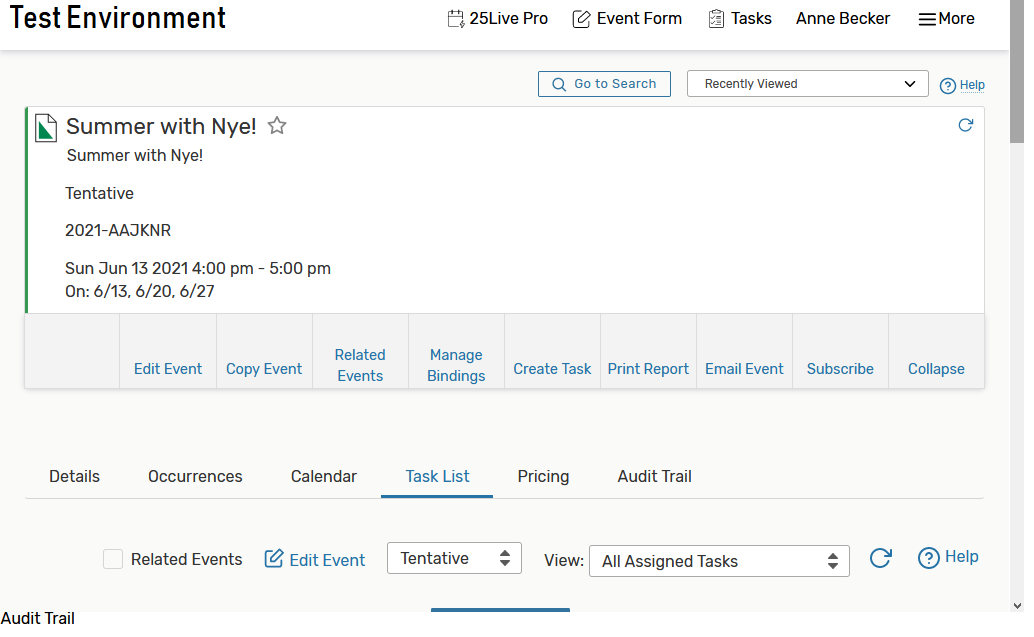 Test Environment
25Live Pro
Event Form
Tasks
Anne Becker
More
Go to Search
Recently Viewed
Help
Summer with Nye!
Summer with Nye!
Tentative
2021-AAJKNR
Sun Jun 13 2021 4:00 pm - 5:00 pm
On: 6/13, 6/20, 6/27
Edit Event
Copy Event
Related
Events
Manage
Bindings
Create Task
Print Report
Email Event
Subscribe
Collapse
Details
Occurrences
Calendar
Task List
Pricing
Audit Trail
Related Events
Edit Event
Tentative
View:
All Assigned Tasks
Help
Audit Trail